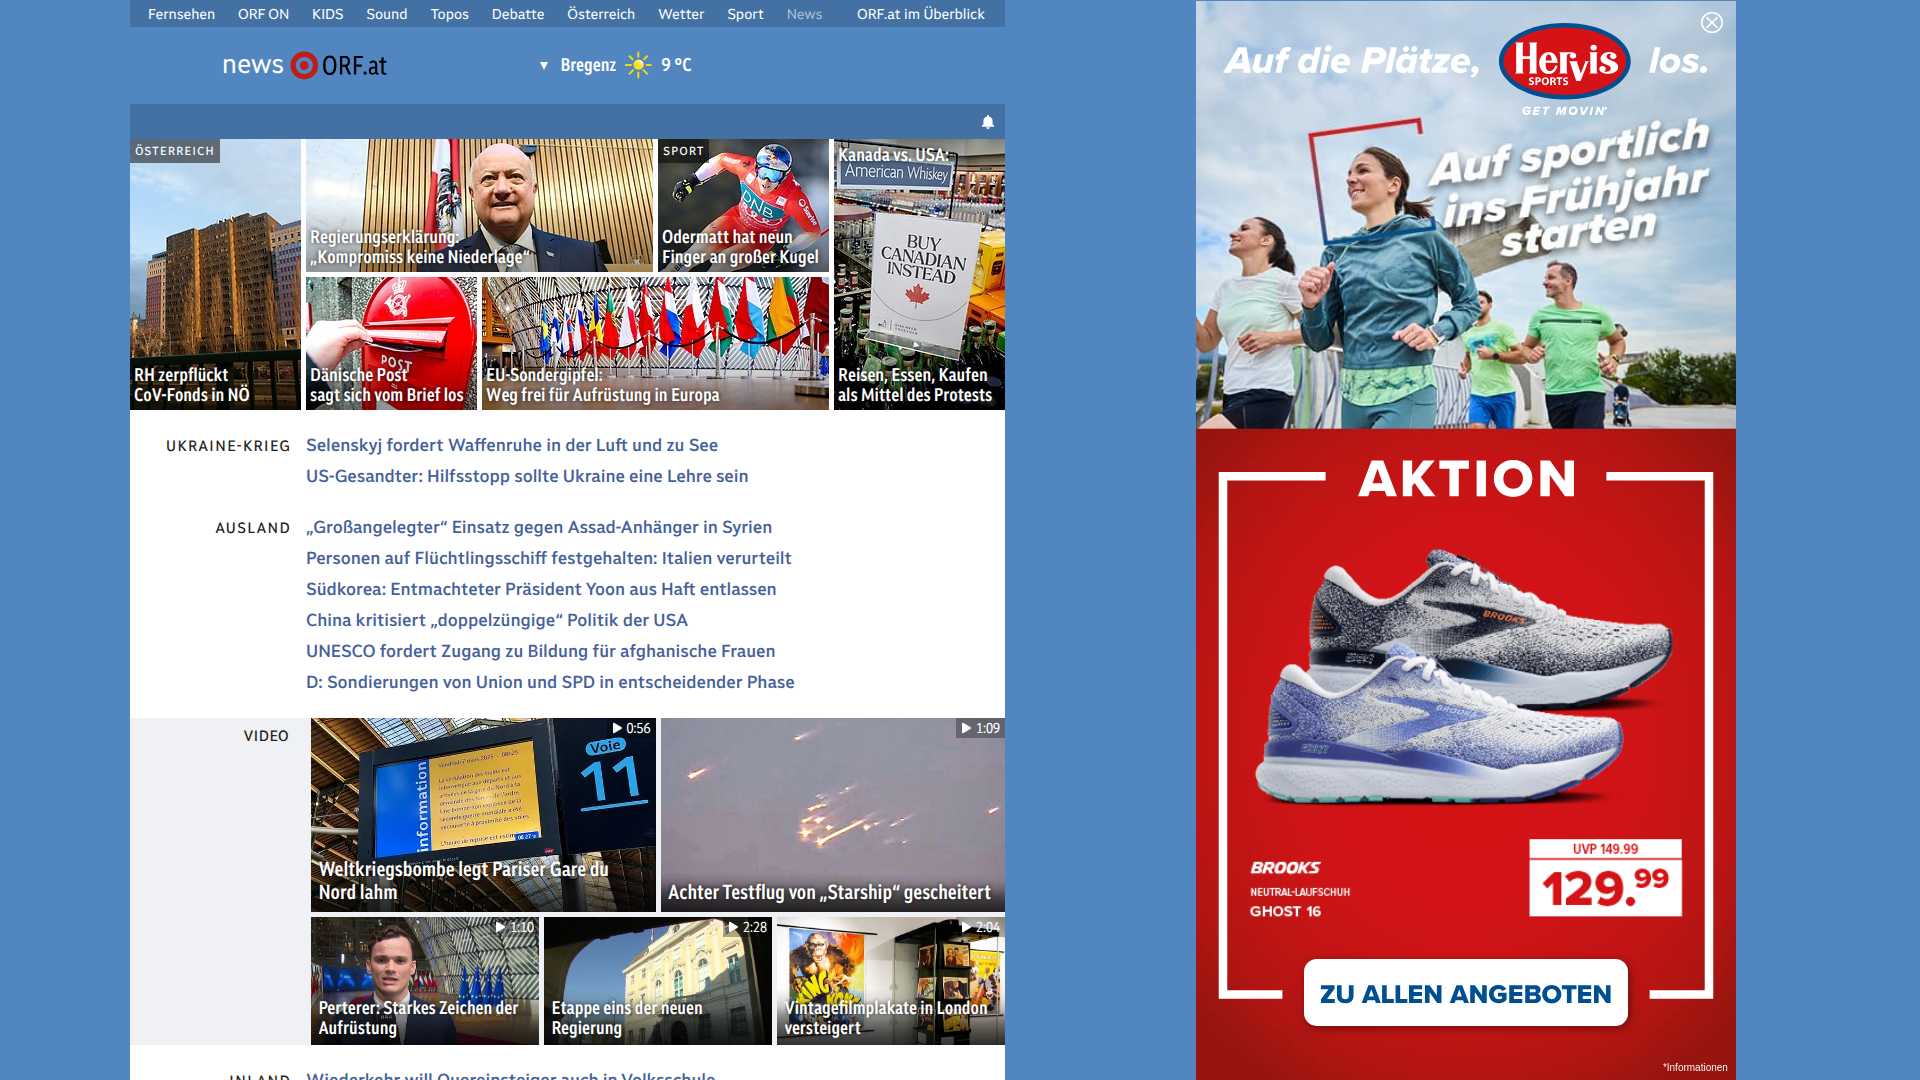 Fernsehen
ORF ON
KIDS
Sound
Topos
Debatte
Österreich
Wetter
Sport
News
ORF.at im Überblick
news ORF.at
Bregenz
9 °C
ÖSTERREICH
RH zerpflückt
CoV-Fonds in NÖ
Regierungserklärung:
„Kompromiss keine Niederlage“
SPORT
DNB
Odermatt hat neun
Finger an großer Kugel
Kanada vs. USA:
American Whiskey
BUY
CANADIAN
INSTEAD
Reisen, Essen, Kaufen
als Mittel des Protests
POST
Dänische Post
sagt sich vom Brief los
EU-Sondergipfel:
Weg frei für Aufrüstung in Europa
UKRAINE-KRIEG
Selenskyj fordert Waffenruhe in der Luft und zu See
US-Gesandter: Hilfsstopp sollte Ukraine eine Lehre sein
AUSLAND
„Großangelegter“ Einsatz gegen Assad-Anhänger in Syrien
Personen auf Flüchtlingsschiff festgehalten: Italien verurteilt
Südkorea: Entmachteter Präsident Yoon aus Haft entlassen
China kritisiert „doppelzüngige“ Politik der USA
UNESCO fordert Zugang zu Bildung für afghanische Frauen
D: Sondierungen von Union und SPD in entscheidender Phase
VIDEO
0:56
Voie
11
information
Weltkriegsbombe legt Pariser Gare du
Nord lahm
1:09
Achter Testflug von „Starship“ gescheitert
1:10
Perterer: Starkes Zeichen der
Aufrüstung
2:28
Etappe eins der neuen
Regierung
2:04
Vintagefilmplakate in London
versteigert
INLAND
Wiederkehr will Quereinsteiger auch in Volksschule
Auf die Plätze,
Hervis
SPORTS
los.
GET MOVIN'
Auf sportlich
ins Frühjahr
starten
AKTION
BROOKS
BROOKS
BROOKS
NEUTRAL-LAUFSCHUH
GHOST 16
UVP 149.99
129.99
ZU ALLEN ANGEBOTEN
*Informationen